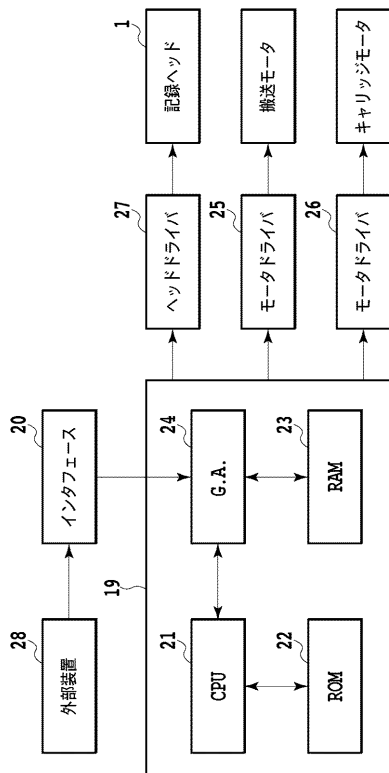 28
外部装置
20
インタフェース
19
21
CPU
24
G.A.
22
ROM
23
RAM
27
ヘッドドライバ
1
記録ヘッド
25
モータドライバ
搬送モータ
26
モータドライバ
キャリッジモータ